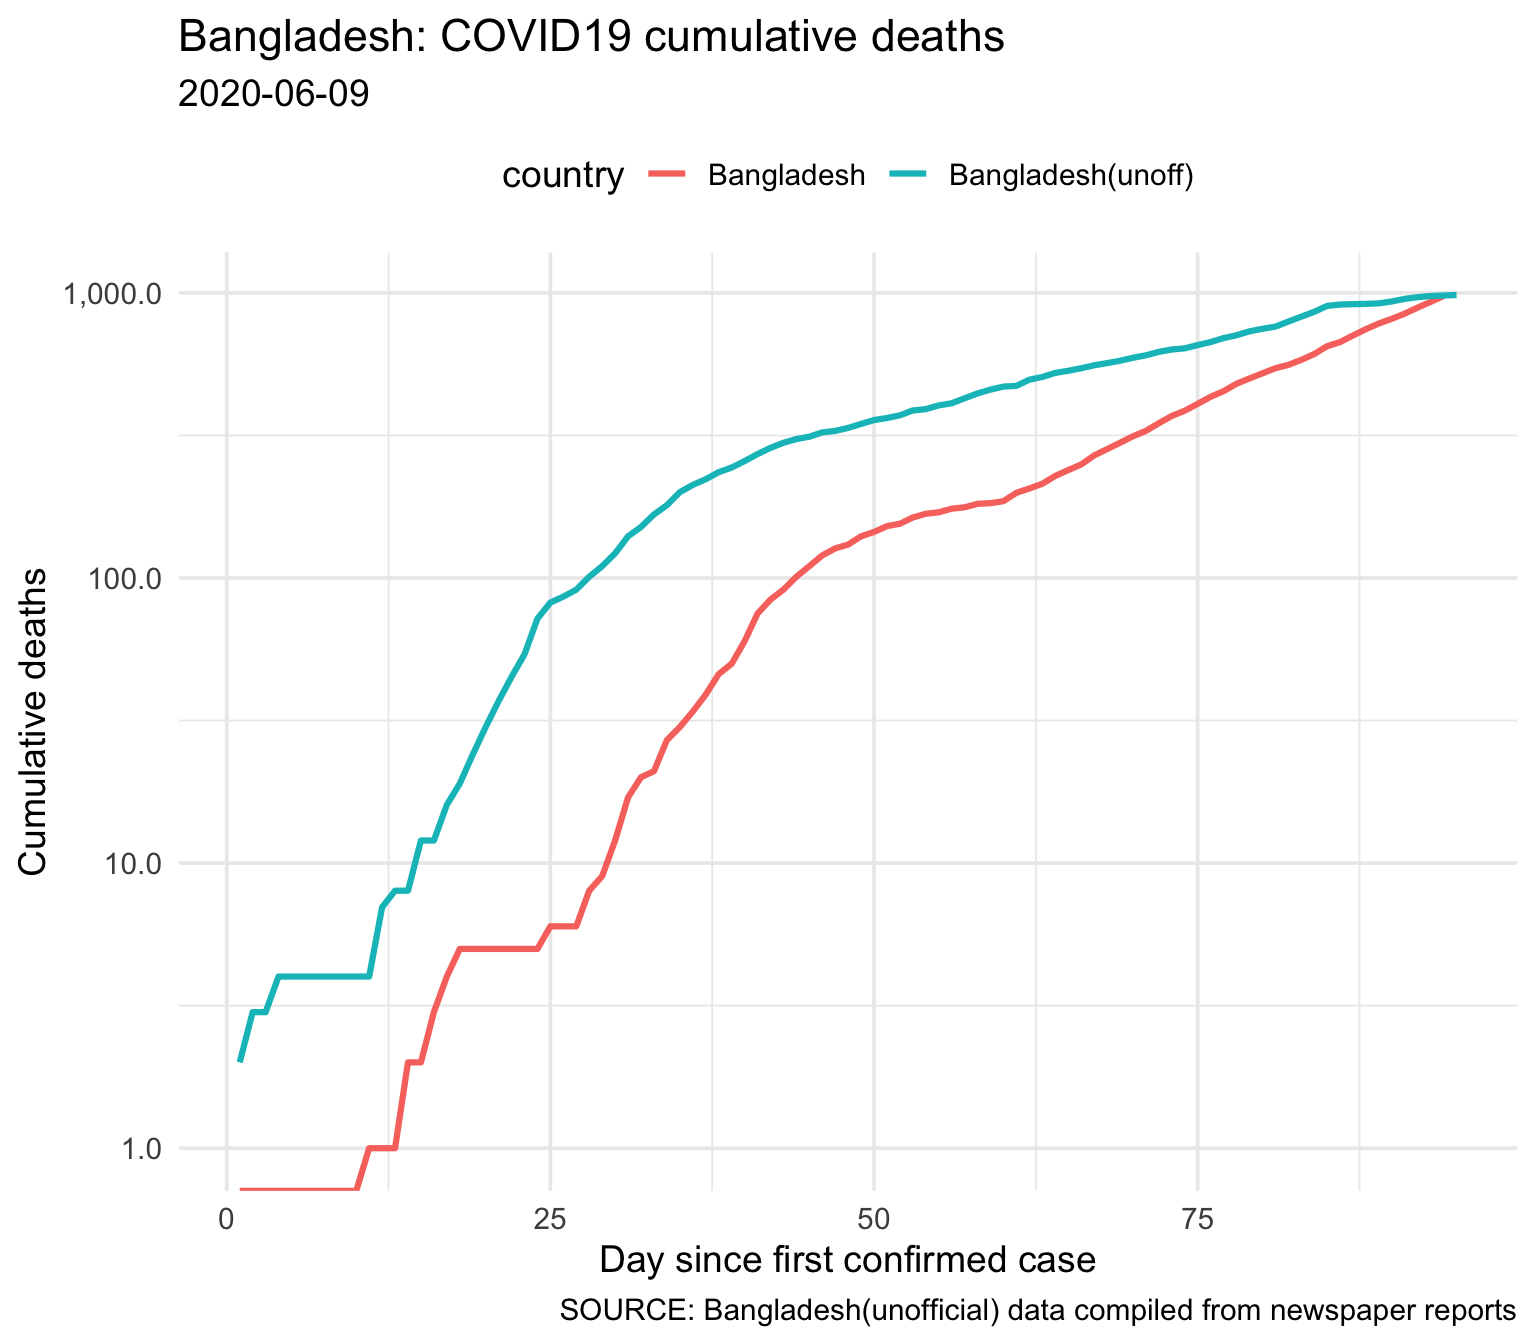 Bangladesh: COVID19 cumulative deaths
2020-06-09
country Bangladesh Bangladesh(unoff)
1,000.0
100.0
10.0
1.0
Cumulative deaths
0 25 50 75
Day since first confirmed case
SOURCE: Bangladesh(unofficial) data compiled from newspaper reports